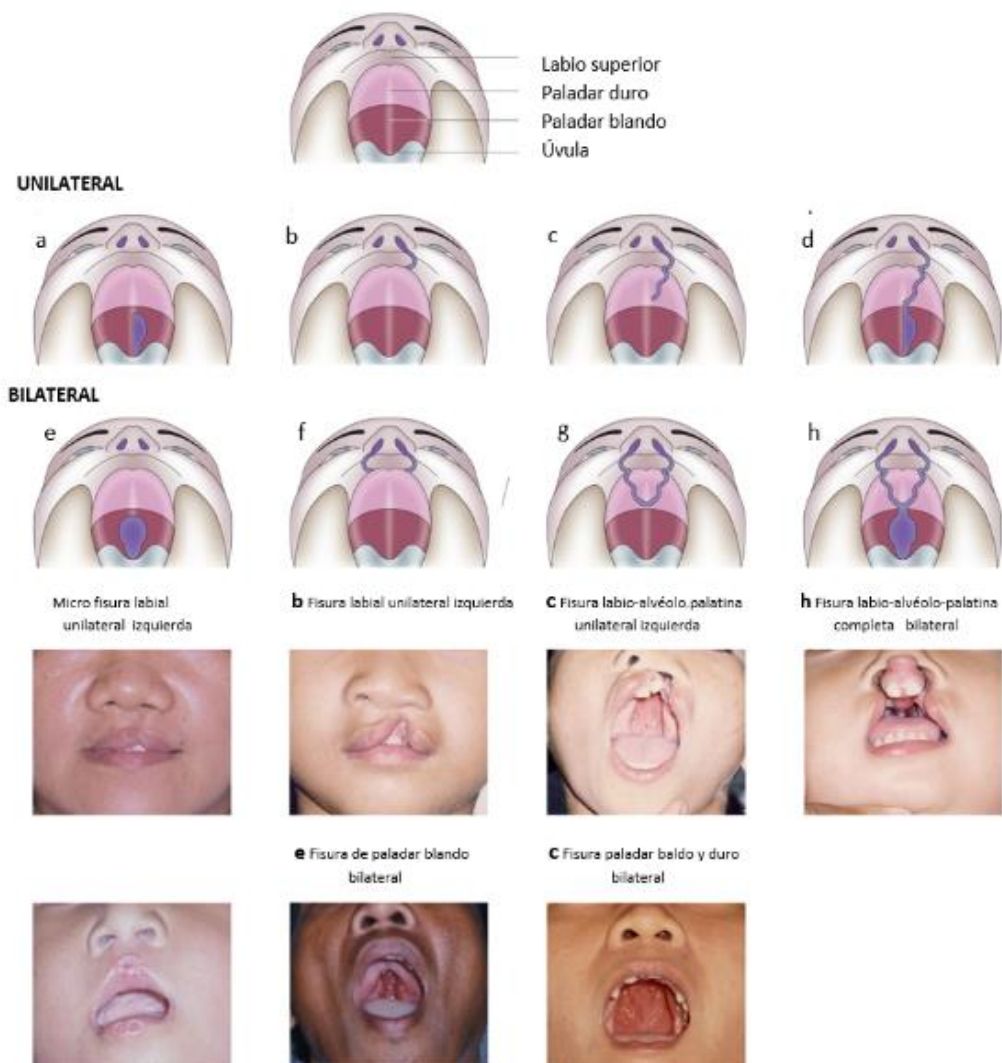 Labio superior
Paladar duro
Paladar blando
Úvula
UNILATERAL
a
b
c
d
BILATERAL
e
f
g
h
Micro fisura labial
unilateral izquierda
b Fisura labial unilateral izquierda
c Fisura labio-alvéolo.palatina
unilateral izquierda
h Fisura labio-alvéolo-palatina
completa bilateral
e Fisura de paladar blando
bilateral
c Fisura paladar baldo y duro
bilateral